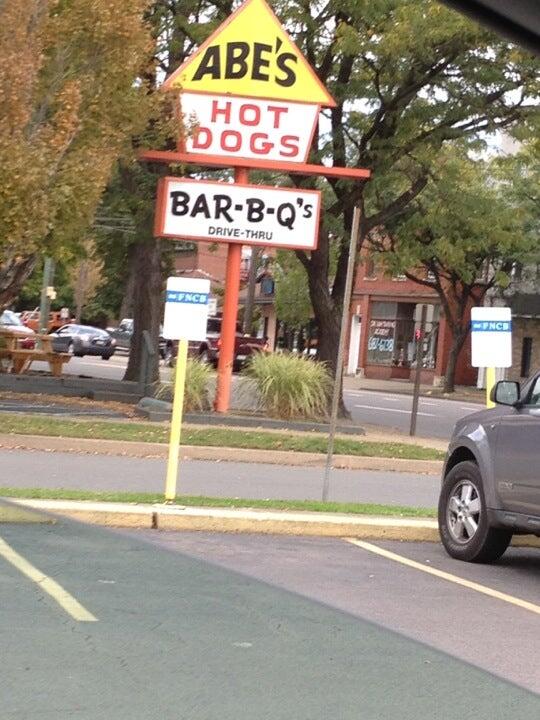 ABE'S
HOT
DOGS
BAR-B-Q's
DRIVE-THRU
FNCB
FNCB